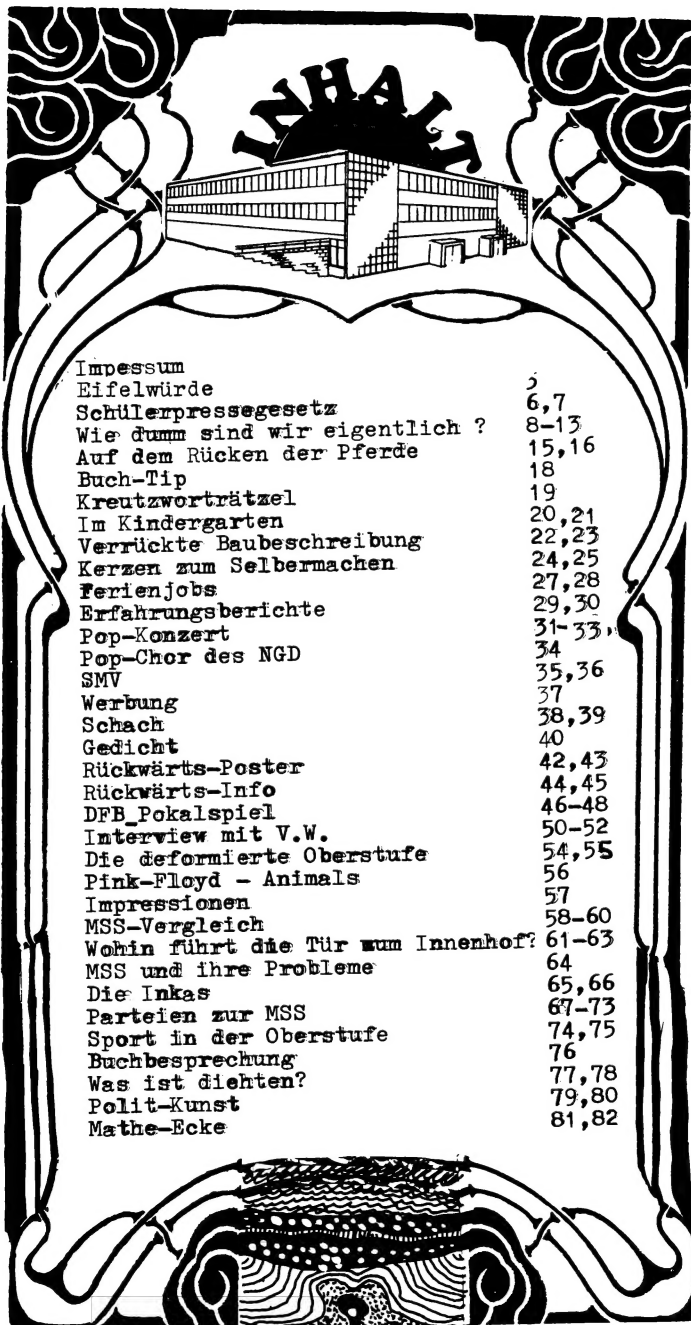 INHALT
Impessum
Eifelwürde
Schülerpressegesetz 6,7
Wie dumm sind wir eigentlich ? 8-13
Auf dem Rücken der Pferde 15,16
Buch-Tip 18
Kreutzworträtzel 19
Im Kindergarten 20,21
Verrückte Baubeschreibung 22,23
Kerzen zum Selbermachen 24,25
Ferienjobs 27,28
Erfahrungsberichte 29,30
Pop-Konzert 31-33
Pop-Chor des NGD 34
SMV 35,36
Werbung 37
Schach 38,39
Gedicht 40
Rückwärts-Poster 42,43
Rückwärts-Info 44,45
DFB_Pokalspiel 46-48
Interview mit V.W. 50-52
Die deformierte Oberstufe 54,55
Pink-Floyd - Animals 56
Impressionen 57
MSS-Vergleich 58-60
Wohin führt die Tür zum Innenhof? 61-63
MSS und ihre Probleme 64
Die Inkas 65,66
Parteien zur MSS 67-73
Sport in der Oberstufe 74,75
Buchbesprechung 76
Was ist diehten? 77,78
Polit-Kunst 79,80
Mathe-Ecke 81,82